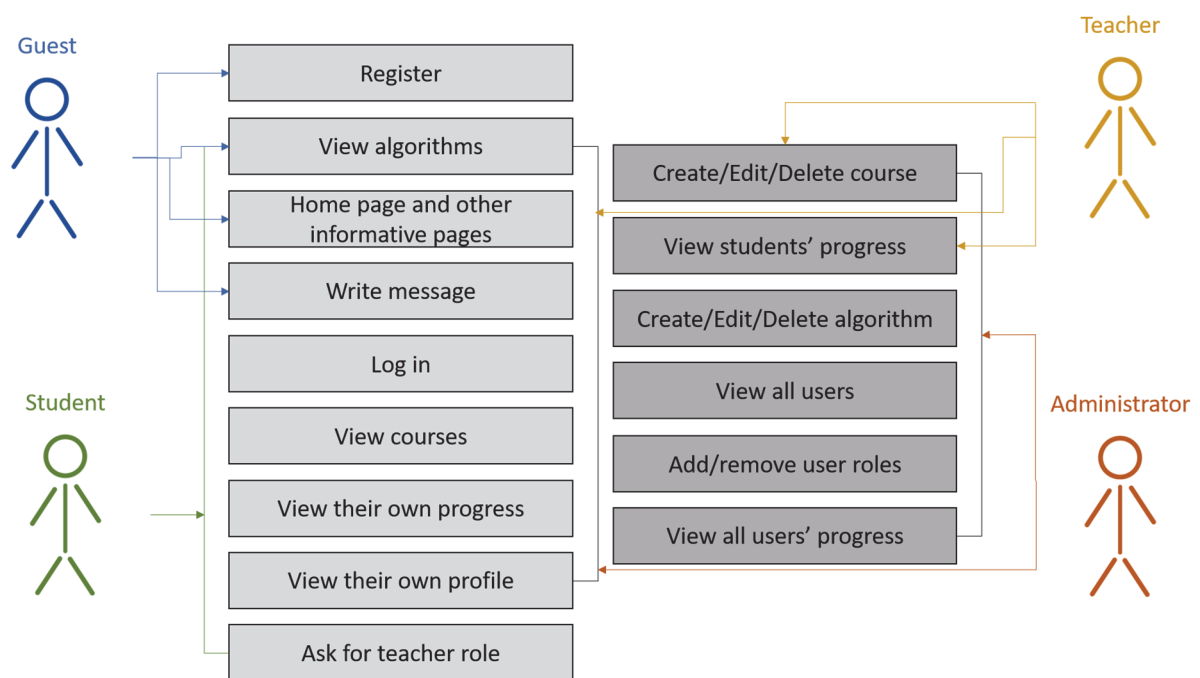 Guest
Teacher
Register
View algorithms
Home page and other
informative pages
Write message
Log in
View courses
View their own progress
View their own profile
Ask for teacher role
Create/Edit/Delete course
View students’ progress
Create/Edit/Delete algorithm
View all users
Add/remove user roles
View all users’ progress
Student
Administrator